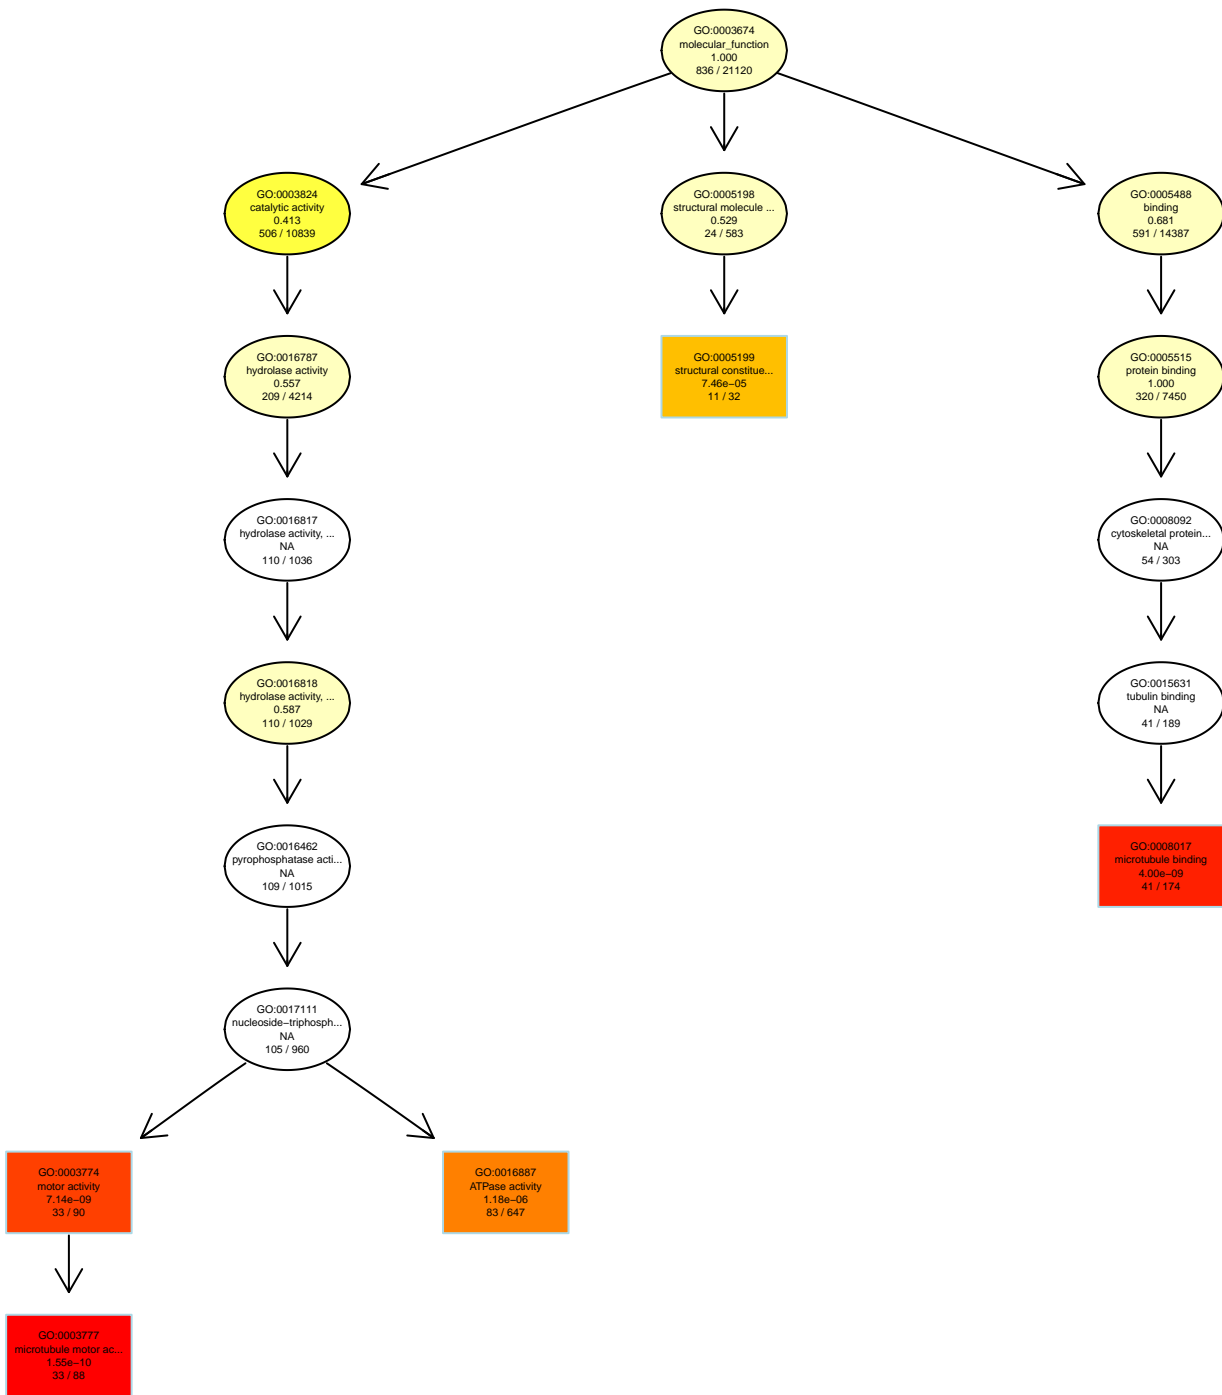 GO:0003674
molecular_function
1.000
836 / 21120
GO:0003824
catalytic activity
0.413
506 / 10839
GO:0005198
structural molecule ...
0.529
24 / 583
GO:0005488
binding
0.681
591 / 14387
GO:0016787
hydrolase activity
0.557
209 / 4214
GO:0005199
structural constitue...
7.46e−05
11 / 32
GO:0005515
protein binding
1.000
320 / 7450
GO:0016817
hydrolase activity, ...
NA
110 / 1036
GO:0008092
cytoskeletal protein...
NA
54 / 303
GO:0016818
hydrolase activity, ...
0.587
110 / 1029
GO:0015631
tubulin binding
NA
41 / 189
GO:0016462
pyrophosphatase acti...
NA
109 / 1015
GO:0008017
microtubule binding
4.00e−09
41 / 174
GO:0017111
nucleoside−triphosph...
NA
105 / 960
GO:0003774
motor activity
7.14e−09
33 / 90
GO:0016887
ATPase activity
1.18e−06
83 / 647
GO:0003777
microtubule motor ac...
1.55e−10
33 / 88